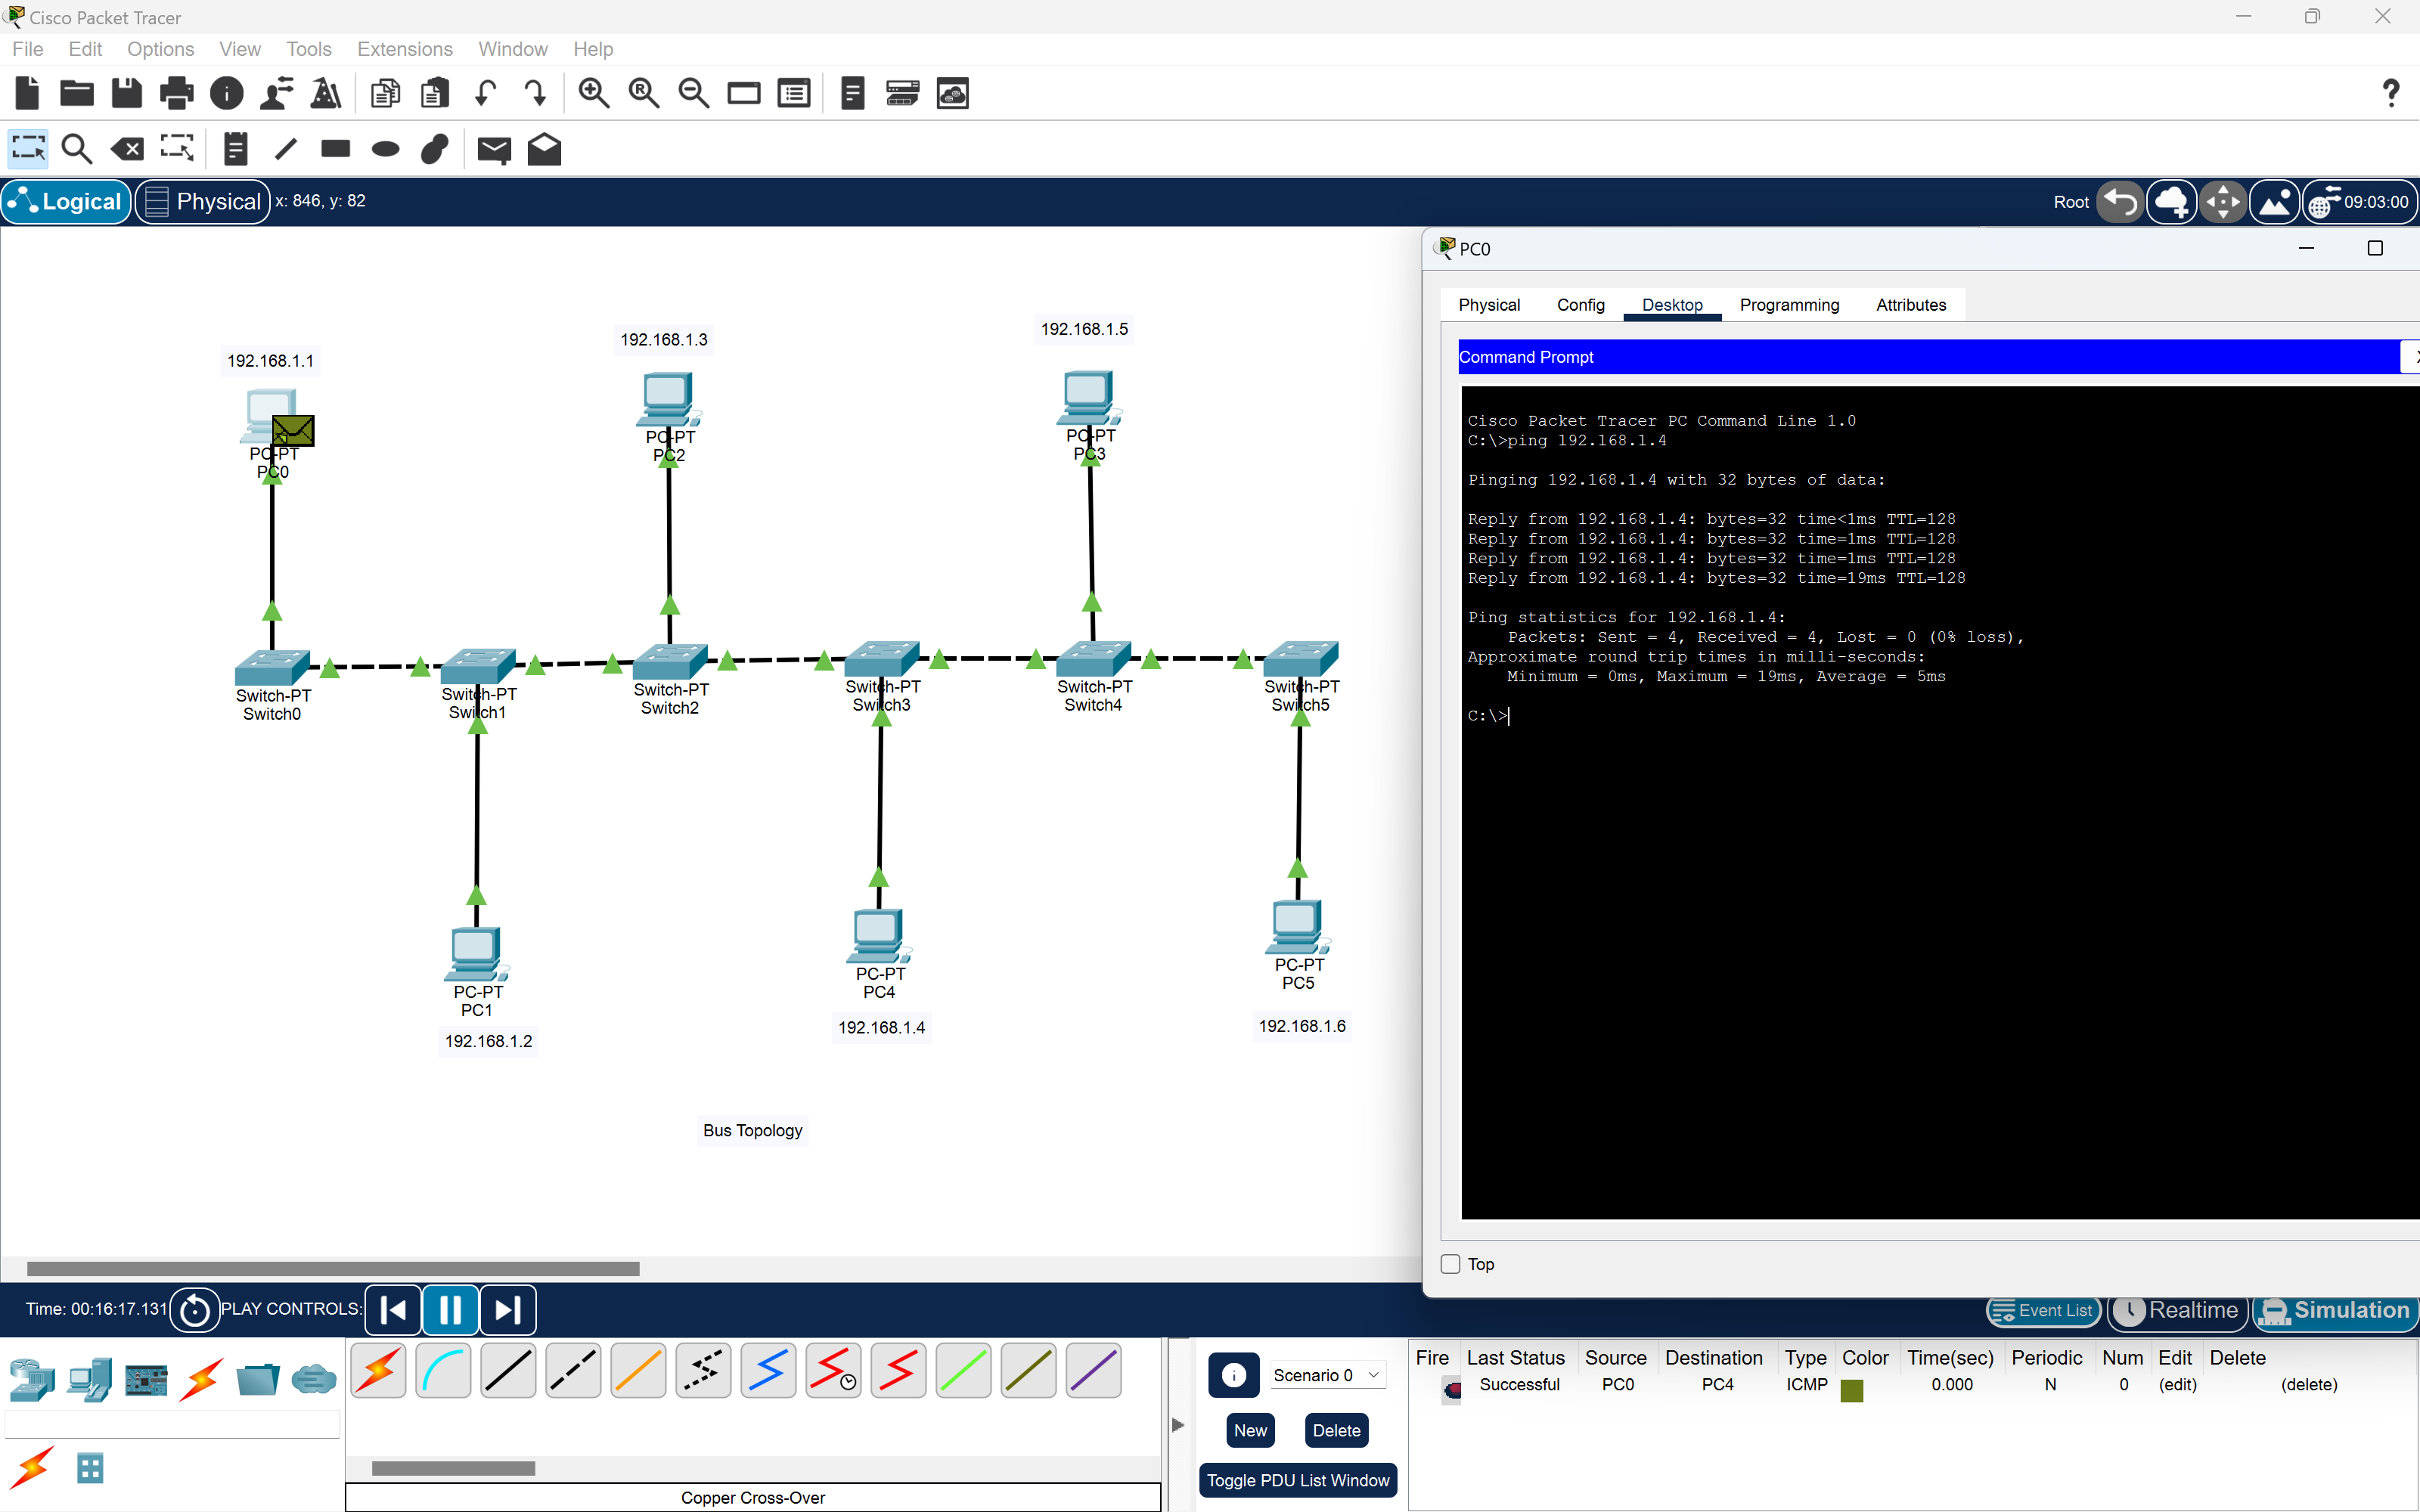 Cisco Packet Tracer
File Edit Options View Tools Extensions Window Help
Logical Physical x: 846, y: 82 Root 09:03:00
PC0
Physical Config Desktop Programming Attributes
Command Prompt
X
Cisco Packet Tracer PC Command Line 1.0
C:\>ping 192.168.1.4
Pinging 192.168.1.4 with 32 bytes of data:
Reply from 192.168.1.4: bytes=32 time<1ms TTL=128
Reply from 192.168.1.4: bytes=32 time=1ms TTL=128
Reply from 192.168.1.4: bytes=32 time=1ms TTL=128
Reply from 192.168.1.4: bytes=32 time=19ms TTL=128
Ping statistics for 192.168.1.4:
Packets: Sent = 4, Received = 4, Lost = 0 (0% loss),
Approximate round trip times in milli-seconds:
Minimum = 0ms, Maximum = 19ms, Average = 5ms
C:\>
Top
192.168.1.1
192.168.1.3
192.168.1.5
PC-PT
PC0
PC-PT
PC2
PC-PT
PC3
Switch-PT
Switch0
Switch-PT
Switch1
Switch-PT
Switch2
Switch-PT
Switch3
Switch-PT
Switch4
Switch-PT
Switch5
PC-PT
PC1
192.168.1.2
PC-PT
PC4
192.168.1.4
PC-PT
PC5
192.168.1.6
Bus Topology
Time: 00:16:17.131 PLAY CONTROLS: Event List Realtime Simulation
Scenario 0
New Delete
Toggle PDU List Window
Copper Cross-Over
Fire Last Status Source Destination Type Color Time(sec) Periodic Num Edit Delete
Successful PC0 PC4 ICMP 0.000 N 0 (edit) (delete)